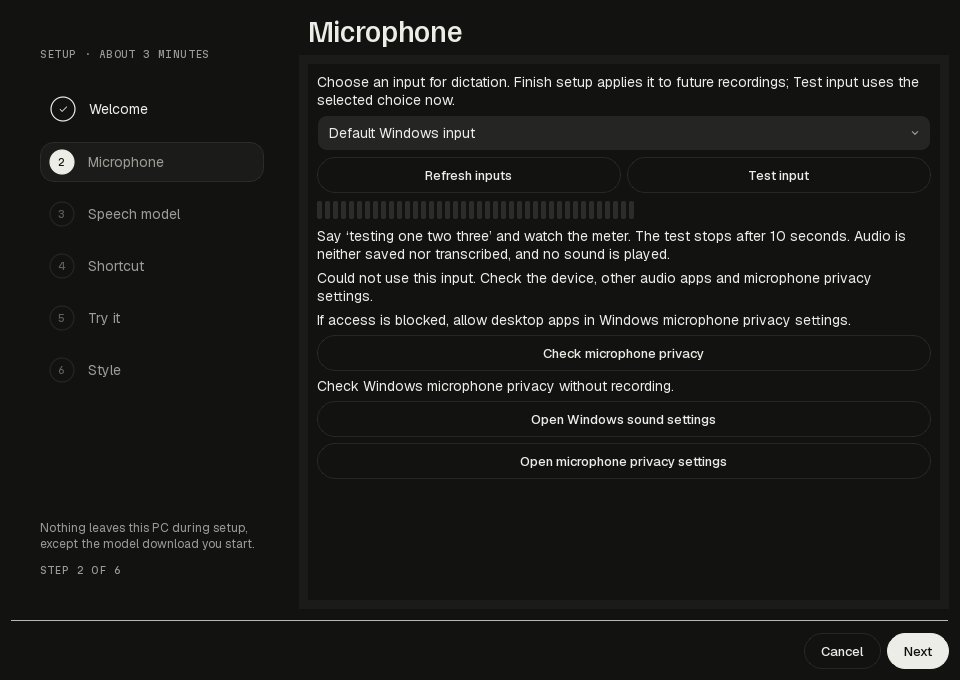 Microphone
SETUP · ABOUT 3 MINUTES
Welcome
2 Microphone
3 Speech model
4 Shortcut
5 Try it
6 Style
Nothing leaves this PC during setup,
except the model download you start.
STEP 2 OF 6
Choose an input for dictation. Finish setup applies it to future recordings; Test input uses the
selected choice now.
Default Windows input
Refresh inputs
Test input
Say ‘testing one two three’ and watch the meter. The test stops after 10 seconds. Audio is
neither saved nor transcribed, and no sound is played.
Could not use this input. Check the device, other audio apps and microphone privacy
settings.
If access is blocked, allow desktop apps in Windows microphone privacy settings.
Check microphone privacy
Check Windows microphone privacy without recording.
Open Windows sound settings
Open microphone privacy settings
Cancel
Next